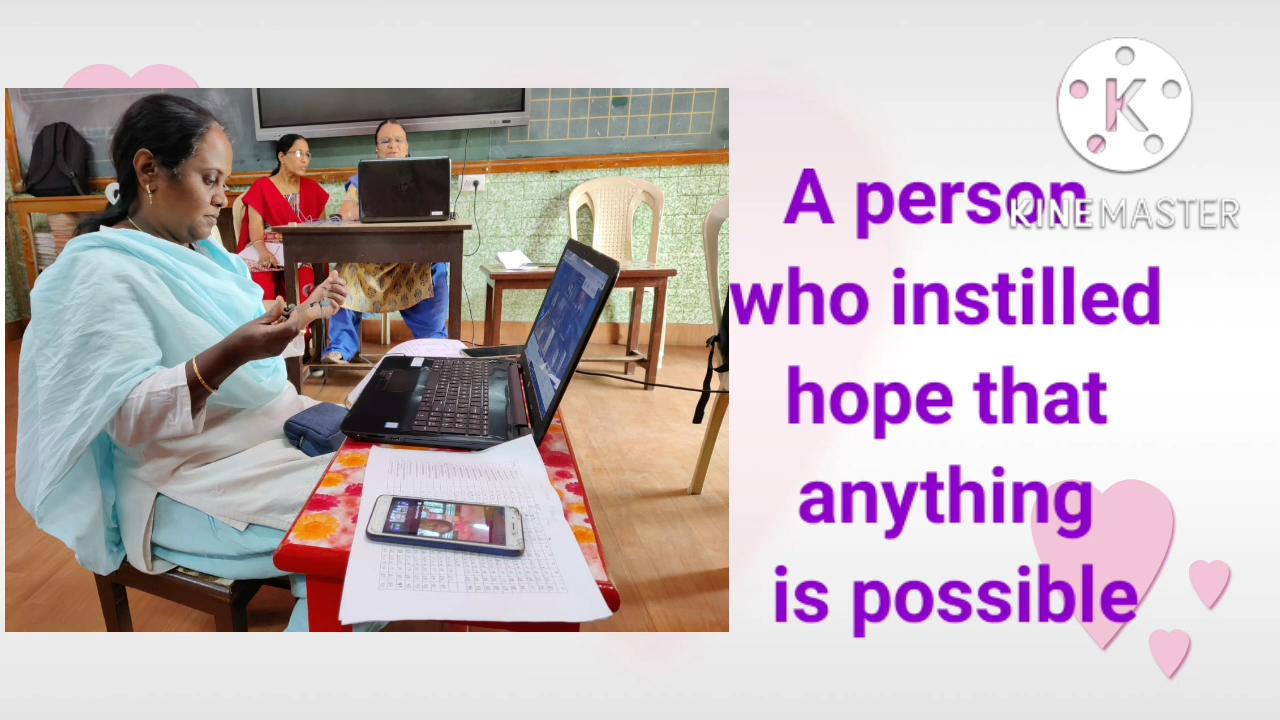 A person
who instilled
hope that
anything
is possible
K
KINEMASTER